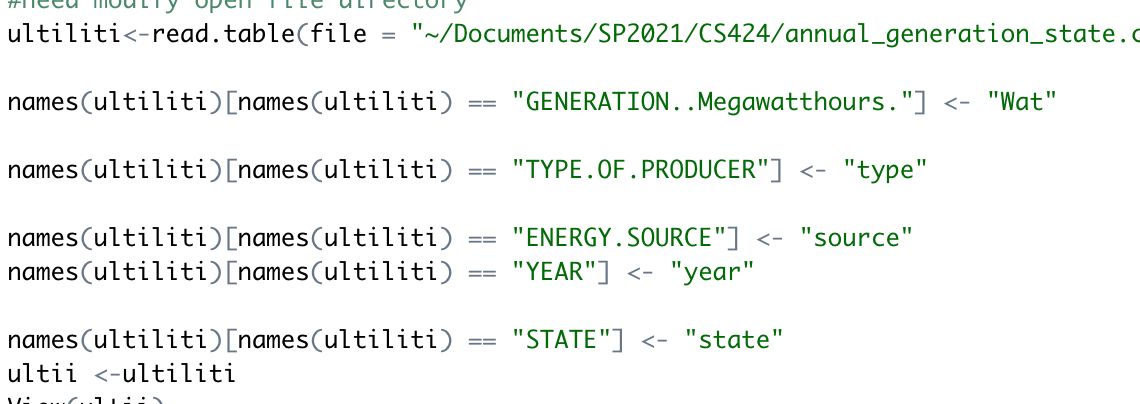 #need modify open file directory
ultiliti<-read.table(file = "~/Documents/SP2021/CS424/annual_generation_state.c
names(ultiliti)[names(ultiliti) == "GENERATION..Megawatthours."] <- "Wat"
names(ultiliti)[names(ultiliti) == "TYPE.OF.PRODUCER"] <- "type"
names(ultiliti)[names(ultiliti) == "ENERGY.SOURCE"] <- "source"
names(ultiliti)[names(ultiliti) == "YEAR"] <- "year"
names(ultiliti)[names(ultiliti) == "STATE"] <- "state"
ultii <-ultiliti
View(ultii)